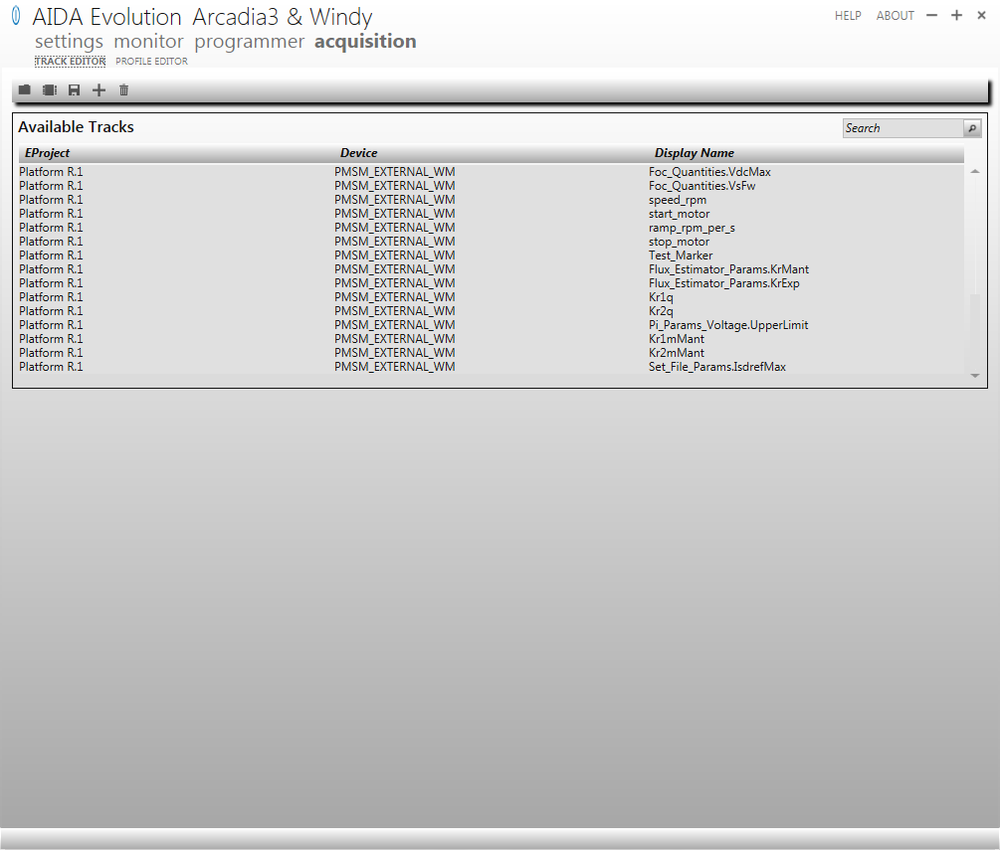 AIDA Evolution Arcadia3 & Windy
HELP ABOUT
settings monitor programmer acquisition
TRACK EDITOR PROFILE EDITOR
Available Tracks
Search
EProject Device Display Name
Platform R.1 PMSM_EXTERNAL_WM Foc_Quantities.VdcMax
Platform R.1 PMSM_EXTERNAL_WM Foc_Quantities.VsFw
Platform R.1 PMSM_EXTERNAL_WM speed_rpm
Platform R.1 PMSM_EXTERNAL_WM start_motor
Platform R.1 PMSM_EXTERNAL_WM ramp_rpm_per_s
Platform R.1 PMSM_EXTERNAL_WM stop_motor
Platform R.1 PMSM_EXTERNAL_WM Test_Marker
Platform R.1 PMSM_EXTERNAL_WM Flux_Estimator_Params.KrMant
Platform R.1 PMSM_EXTERNAL_WM Flux_Estimator_Params.KrExp
Platform R.1 PMSM_EXTERNAL_WM Kr1q
Platform R.1 PMSM_EXTERNAL_WM Kr2q
Platform R.1 PMSM_EXTERNAL_WM Pi_Params_Voltage.UpperLimit
Platform R.1 PMSM_EXTERNAL_WM Kr1mMant
Platform R.1 PMSM_EXTERNAL_WM Kr2mMant
Platform R.1 PMSM_EXTERNAL_WM Set_File_Params.IsdrefMax